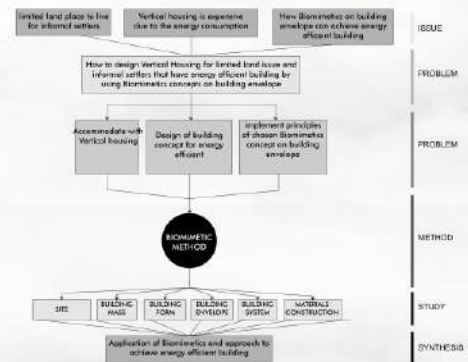 limited land place to live
for informal settlers
Vertical housing is expensive
due to the energy consumption
How Biomimetics on building
envelope can achieve energy
efficent building
ISSUE
How to design Vertical Housing for limited land issue and
informal settlers that have energy efficient building by
using Biomimetics concepts on building envelope
PROBLEM
Accommodate with
Vertical housing
Design of building
concept for energy
efficient
implement principles
of chosen Biomimetics
concept on building
envelope
PROBLEM
BIOMIMETIC
METHOD
METHOD
SITE
BUILDING
MASS
BUILDING
FORM
BUILDING
ENVELOPE
BUILDING
SYSTEM
MATERIALS
CONSTRUCTION
STUDY
Application of Biomimetics and approach to
achieve energy efficient building
SYNTHESIS